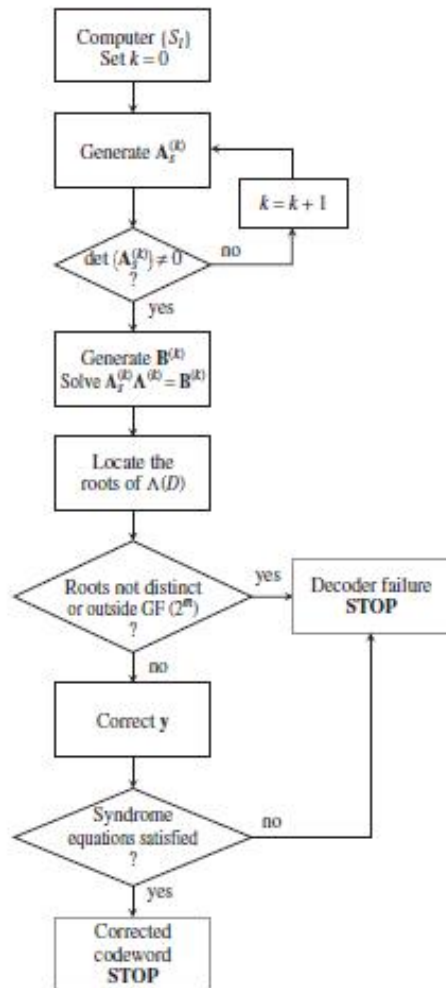 Computer {S_l}
Set k = 0
Generate A_s^(k)
k = k + 1
det {A_s^(k)} ≠ 0
?
no
yes
Generate B^(k)
Solve A_s^(k) Λ^(k) = B^(k)
Locate the
roots of Λ(D)
Roots not distinct
or outside GF (2^m)
?
yes
Decoder failure
STOP
no
Correct y
Syndrome
equations satisfied
?
no
yes
Corrected
codeword
STOP